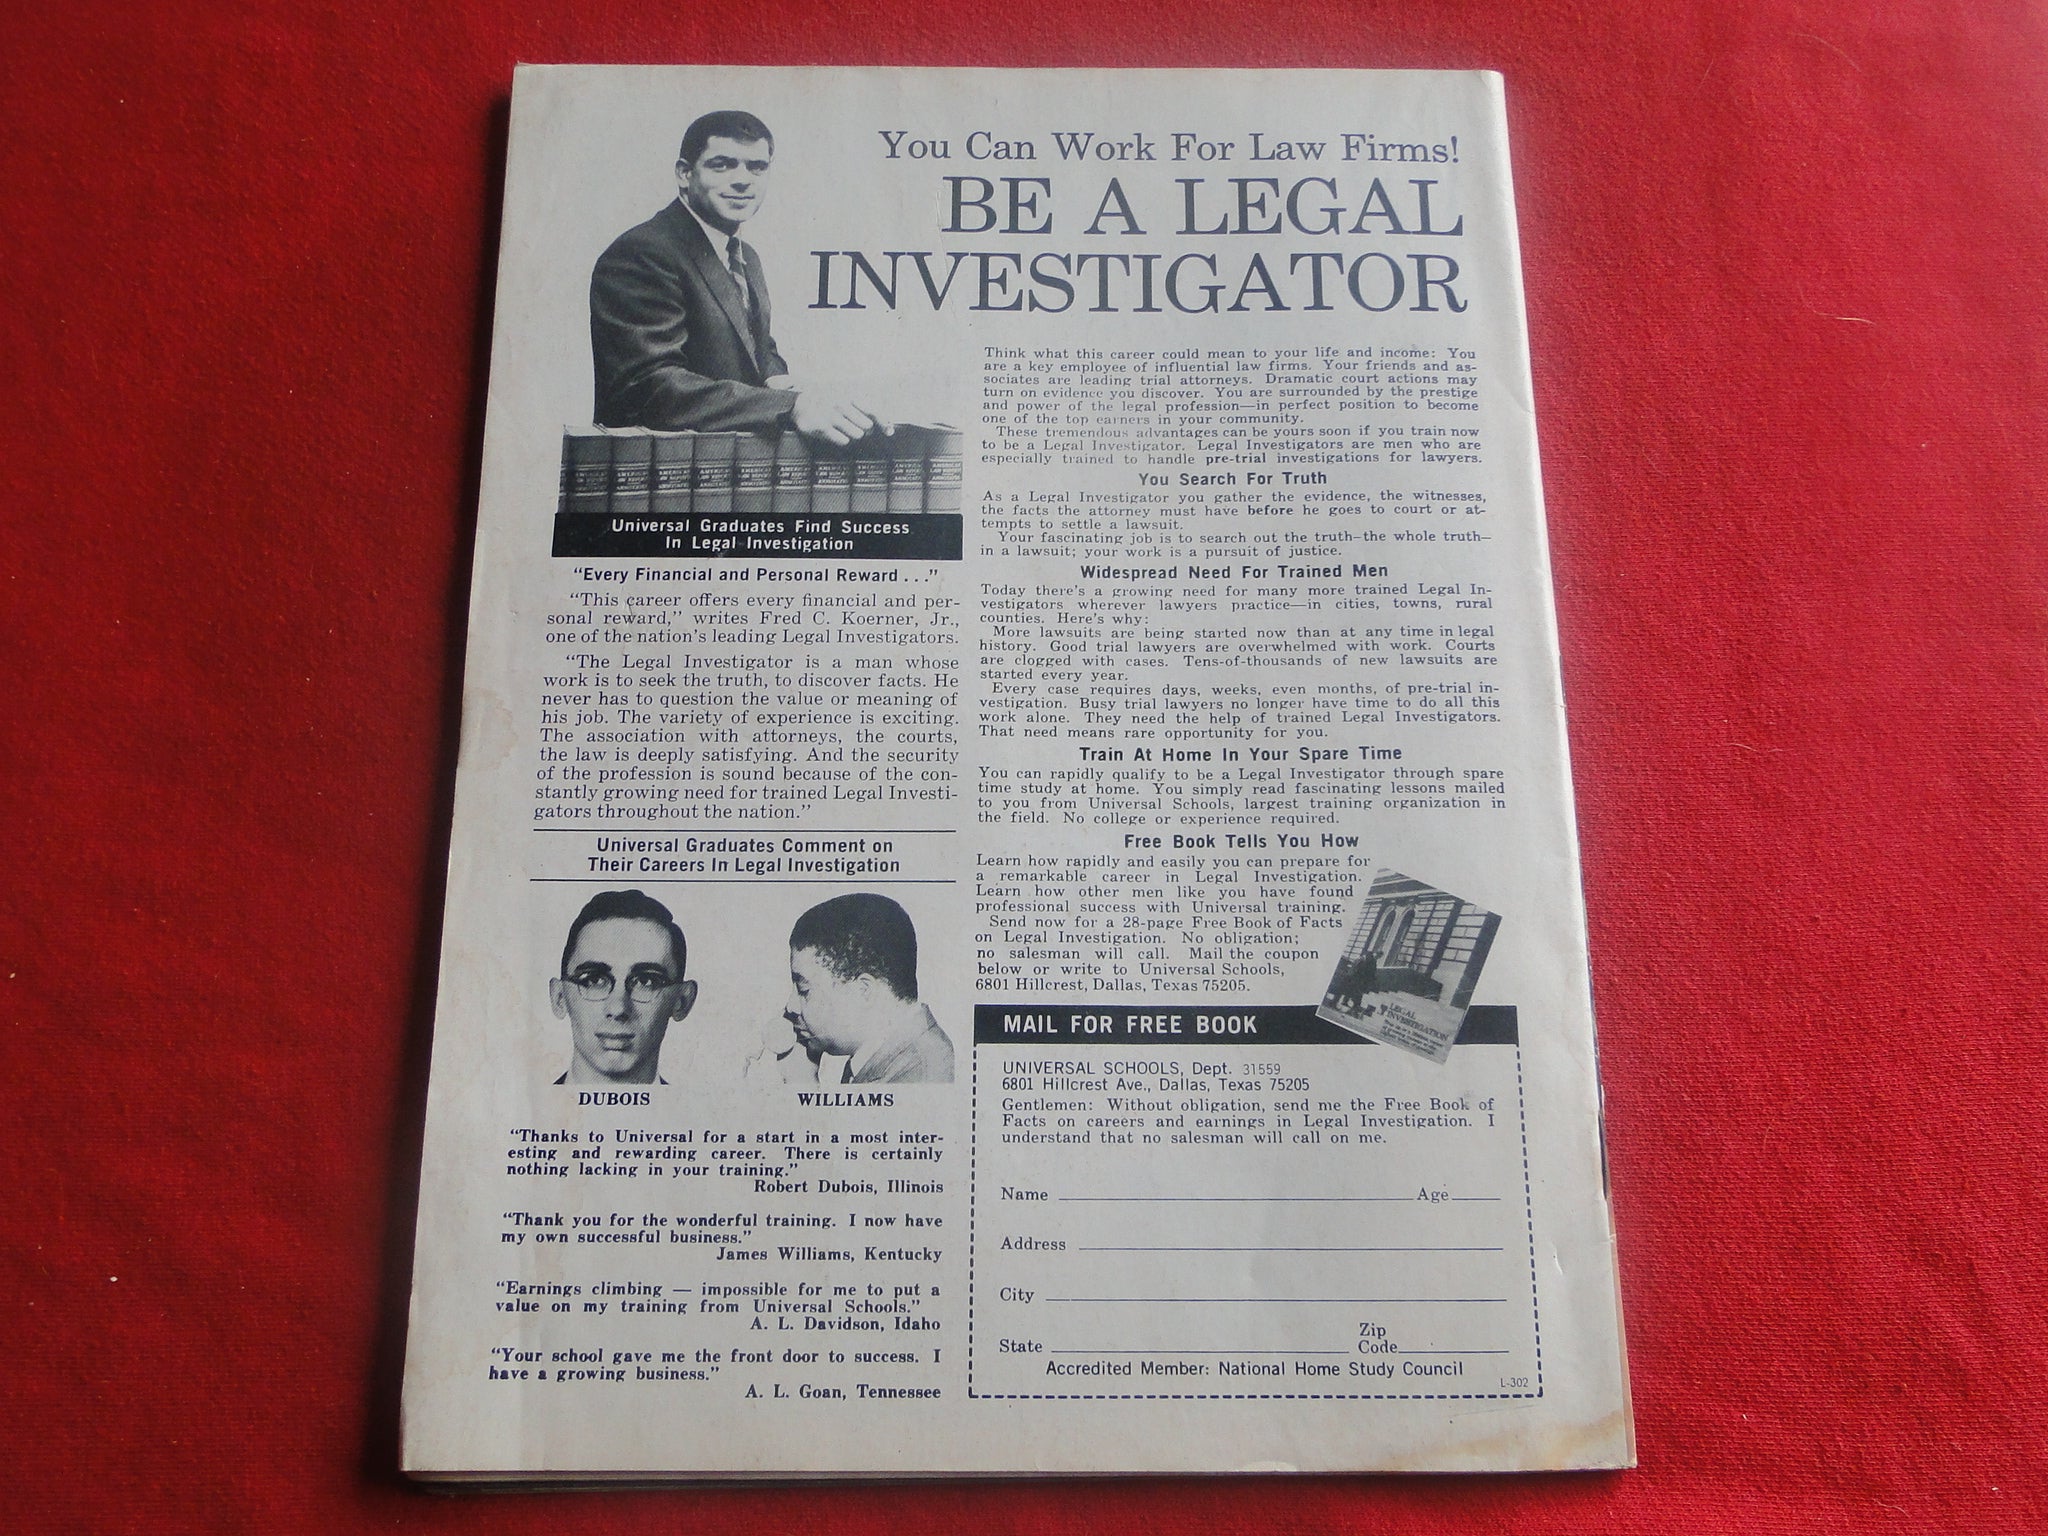 You Can Work For Law Firms!
BE A LEGAL
INVESTIGATOR
Universal Graduates Find Success
In Legal Investigation
"Every Financial and Personal Reward . . ."
"This career offers every financial and per-
sonal reward," writes Fred C. Koerner, Jr.,
one of the nation's leading Legal Investigators.
"The Legal Investigator is a man whose
work is to seek the truth, to discover facts. He
never has to question the value or meaning of
his job. The variety of experience is exciting.
The association with attorneys, the courts,
the law is deeply satisfying. And the security
of the profession is sound because of the con-
stantly growing need for trained Legal Investi-
gators throughout the nation."
Universal Graduates Comment on
Their Careers In Legal Investigation
DUBOIS
WILLIAMS
"Thanks to Universal for a start in a most inter-
esting and rewarding career. There is certainly
nothing lacking in your training."
Robert Dubois, Illinois
"Thank you for the wonderful training. I now have
my own successful business."
James Williams, Kentucky
"Earnings climbing — impossible for me to put a
value on my training from Universal Schools."
A. L. Davidson, Idaho
"Your school gave me the front door to success. I
have a growing business."
A. L. Goan, Tennessee
Think what this career could mean to your life and income: You
are a key employee of influential law firms. Your friends and as-
sociates are leading trial attorneys. Dramatic court actions may
turn on evidence you discover. You are surrounded by the prestige
and power of the legal profession—in perfect position to become
one of the top earners in your community.
These tremendous advantages can be yours soon if you train now
to be a Legal Investigator. Legal Investigators are men who are
especially trained to handle pre-trial investigations for lawyers.
You Search For Truth
As a Legal Investigator you gather the evidence, the witnesses,
the facts the attorney must have before he goes to court or at-
tempts to settle a lawsuit.
Your fascinating job is to search out the truth—the whole truth—
in a lawsuit; your work is a pursuit of justice.
Widespread Need For Trained Men
Today there's a growing need for many more trained Legal In-
vestigators wherever lawyers practice—in cities, towns, rural
counties. Here's why:
More lawsuits are being started now than at any time in legal
history. Good trial lawyers are overwhelmed with work. Courts
are clogged with cases. Tens-of-thousands of new lawsuits are
started every year.
Every case requires days, weeks, even months, of pre-trial in-
vestigation. Busy trial lawyers no longer have time to do all this
work alone. They need the help of trained Legal Investigators.
That need means rare opportunity for you.
Train At Home In Your Spare Time
You can rapidly qualify to be a Legal Investigator through spare
time study at home. You simply read fascinating lessons mailed
to you from Universal Schools, largest training organization in
the field. No college or experience required.
Free Book Tells You How
Learn how rapidly and easily you can prepare for
a remarkable career in Legal Investigation.
Learn how other men like you have found
professional success with Universal training.
Send now for a 28-page Free Book of Facts
on Legal Investigation. No obligation;
no salesman will call. Mail the coupon
below or write to Universal Schools,
6801 Hillcrest, Dallas, Texas 75205.
LEGAL
INVESTIGATION
MAIL FOR FREE BOOK
UNIVERSAL SCHOOLS, Dept. 31559
6801 Hillcrest Ave., Dallas, Texas 75205
Gentlemen: Without obligation, send me the Free Book of
Facts on careers and earnings in Legal Investigation. I
understand that no salesman will call on me.
Name Age
Address
City
State Zip Code
Accredited Member: National Home Study Council
L-302